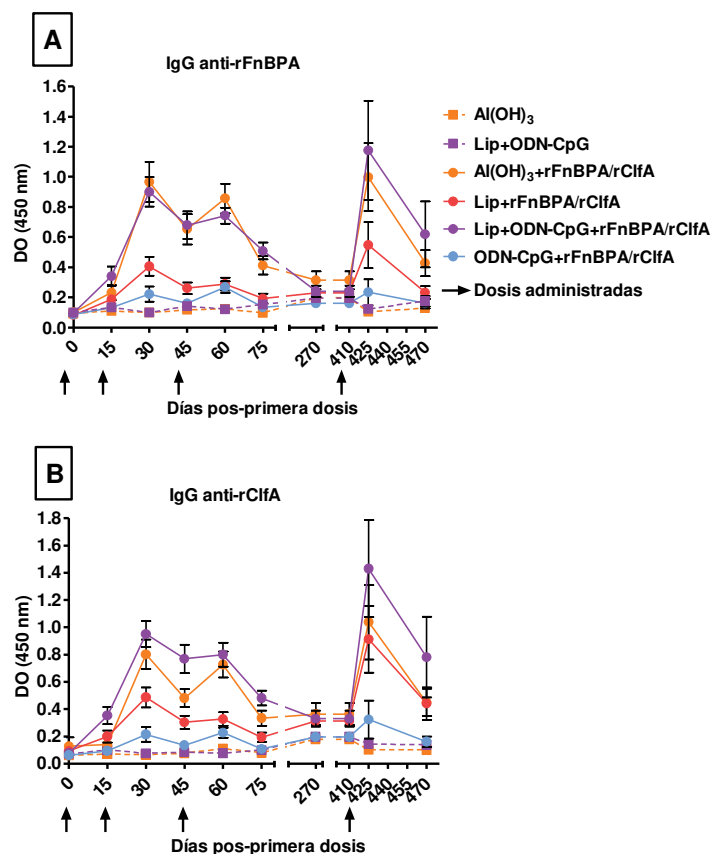 A
IgG anti-rFnBPA
1.6
1.4
1.2
1.0
0.8
0.6
0.4
0.2
0.0
DO (450 nm)
0 15 30 45 60 75 270 410 425 440 455 470
Días pos-primera dosis
Al(OH)3
Lip+ODN-CpG
Al(OH)3+rFnBPA/rClfA
Lip+rFnBPA/rClfA
Lip+ODN-CpG+rFnBPA/rClfA
ODN-CpG+rFnBPA/rClfA
Dosis administradas
B
IgG anti-rClfA
1.8
1.6
1.4
1.2
1.0
0.8
0.6
0.4
0.2
0.0
DO (450 nm)
0 15 30 45 60 75 270 410 425 440 455 470
Días pos-primera dosis